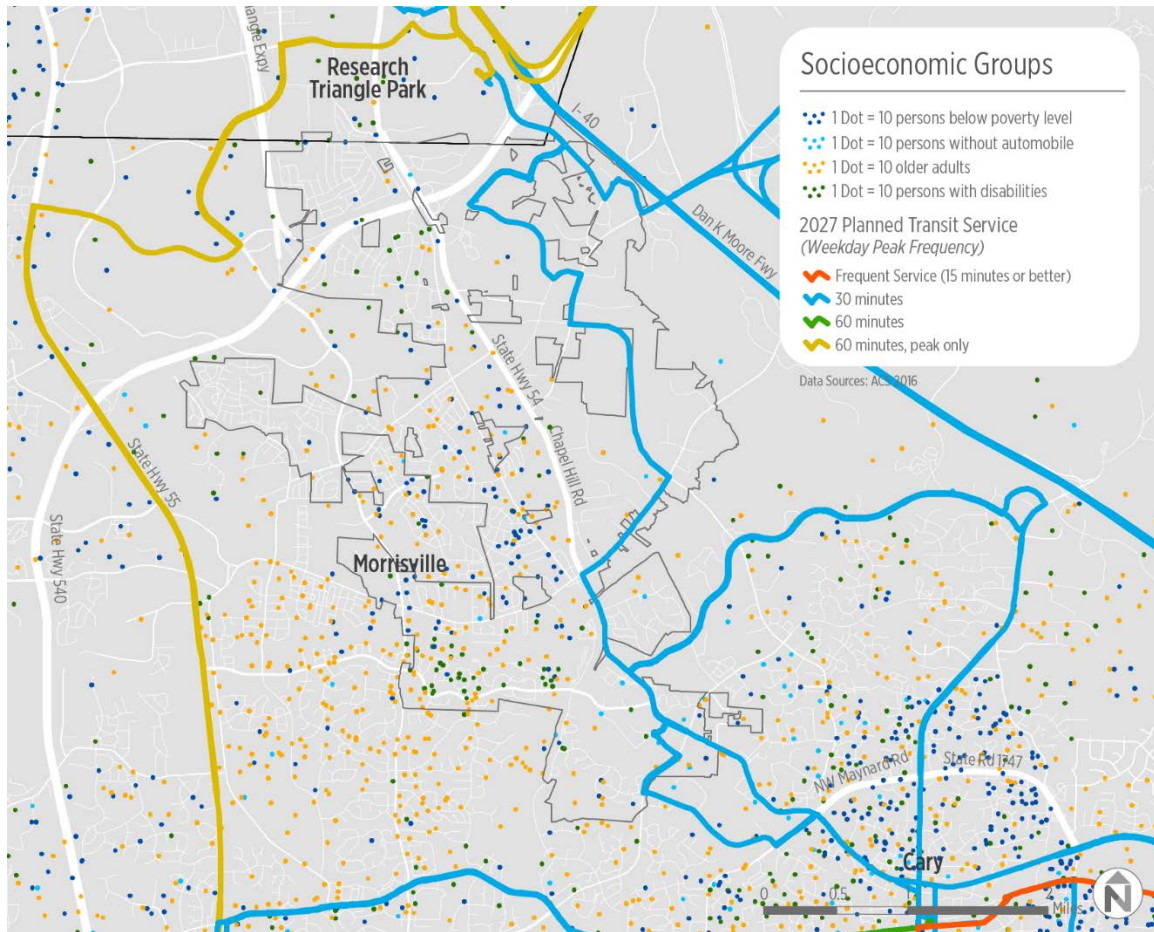 Socioeconomic Groups
1 Dot = 10 persons below poverty level
1 Dot = 10 persons without automobile
1 Dot = 10 older adults
1 Dot = 10 persons with disabilities
2027 Planned Transit Service
(Weekday Peak Frequency)
Frequent Service (15 minutes or better)
30 minutes
60 minutes
60 minutes, peak only
Data Sources: ACS 2016
Expy
Research
Triangle Park
I- 40
Dan K Moore Fwy
State Hwy 54
Chapel Hill Rd
State Hwy 55
State Hwy 540
Morrisville
NW Maynard Rd
State Rd 1747
Cary
0 0.5 1 2
Miles
N